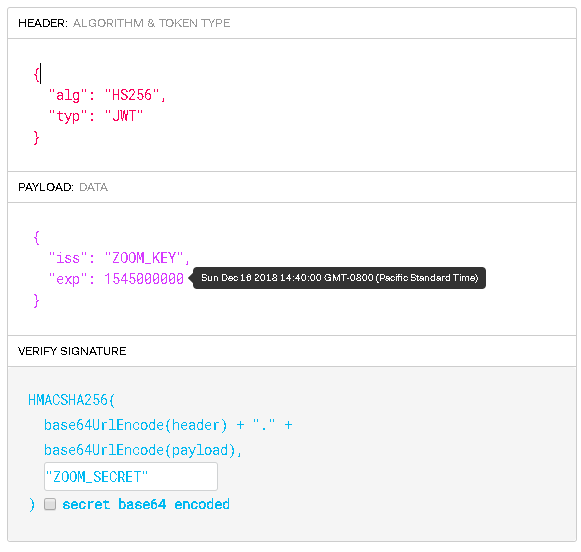 HEADER: ALGORITHM & TOKEN TYPE
{
"alg": "HS256",
"typ": "JWT"
}
PAYLOAD: DATA
{
"iss": "ZOOM_KEY",
"exp": 1545000000 Sun Dec 16 2018 14:40:00 GMT-0800 (Pacific Standard Time)
}
VERIFY SIGNATURE
HMACSHA256(
base64UrlEncode(header) + "." +
base64UrlEncode(payload),
"ZOOM_SECRET"
) secret base64 encoded